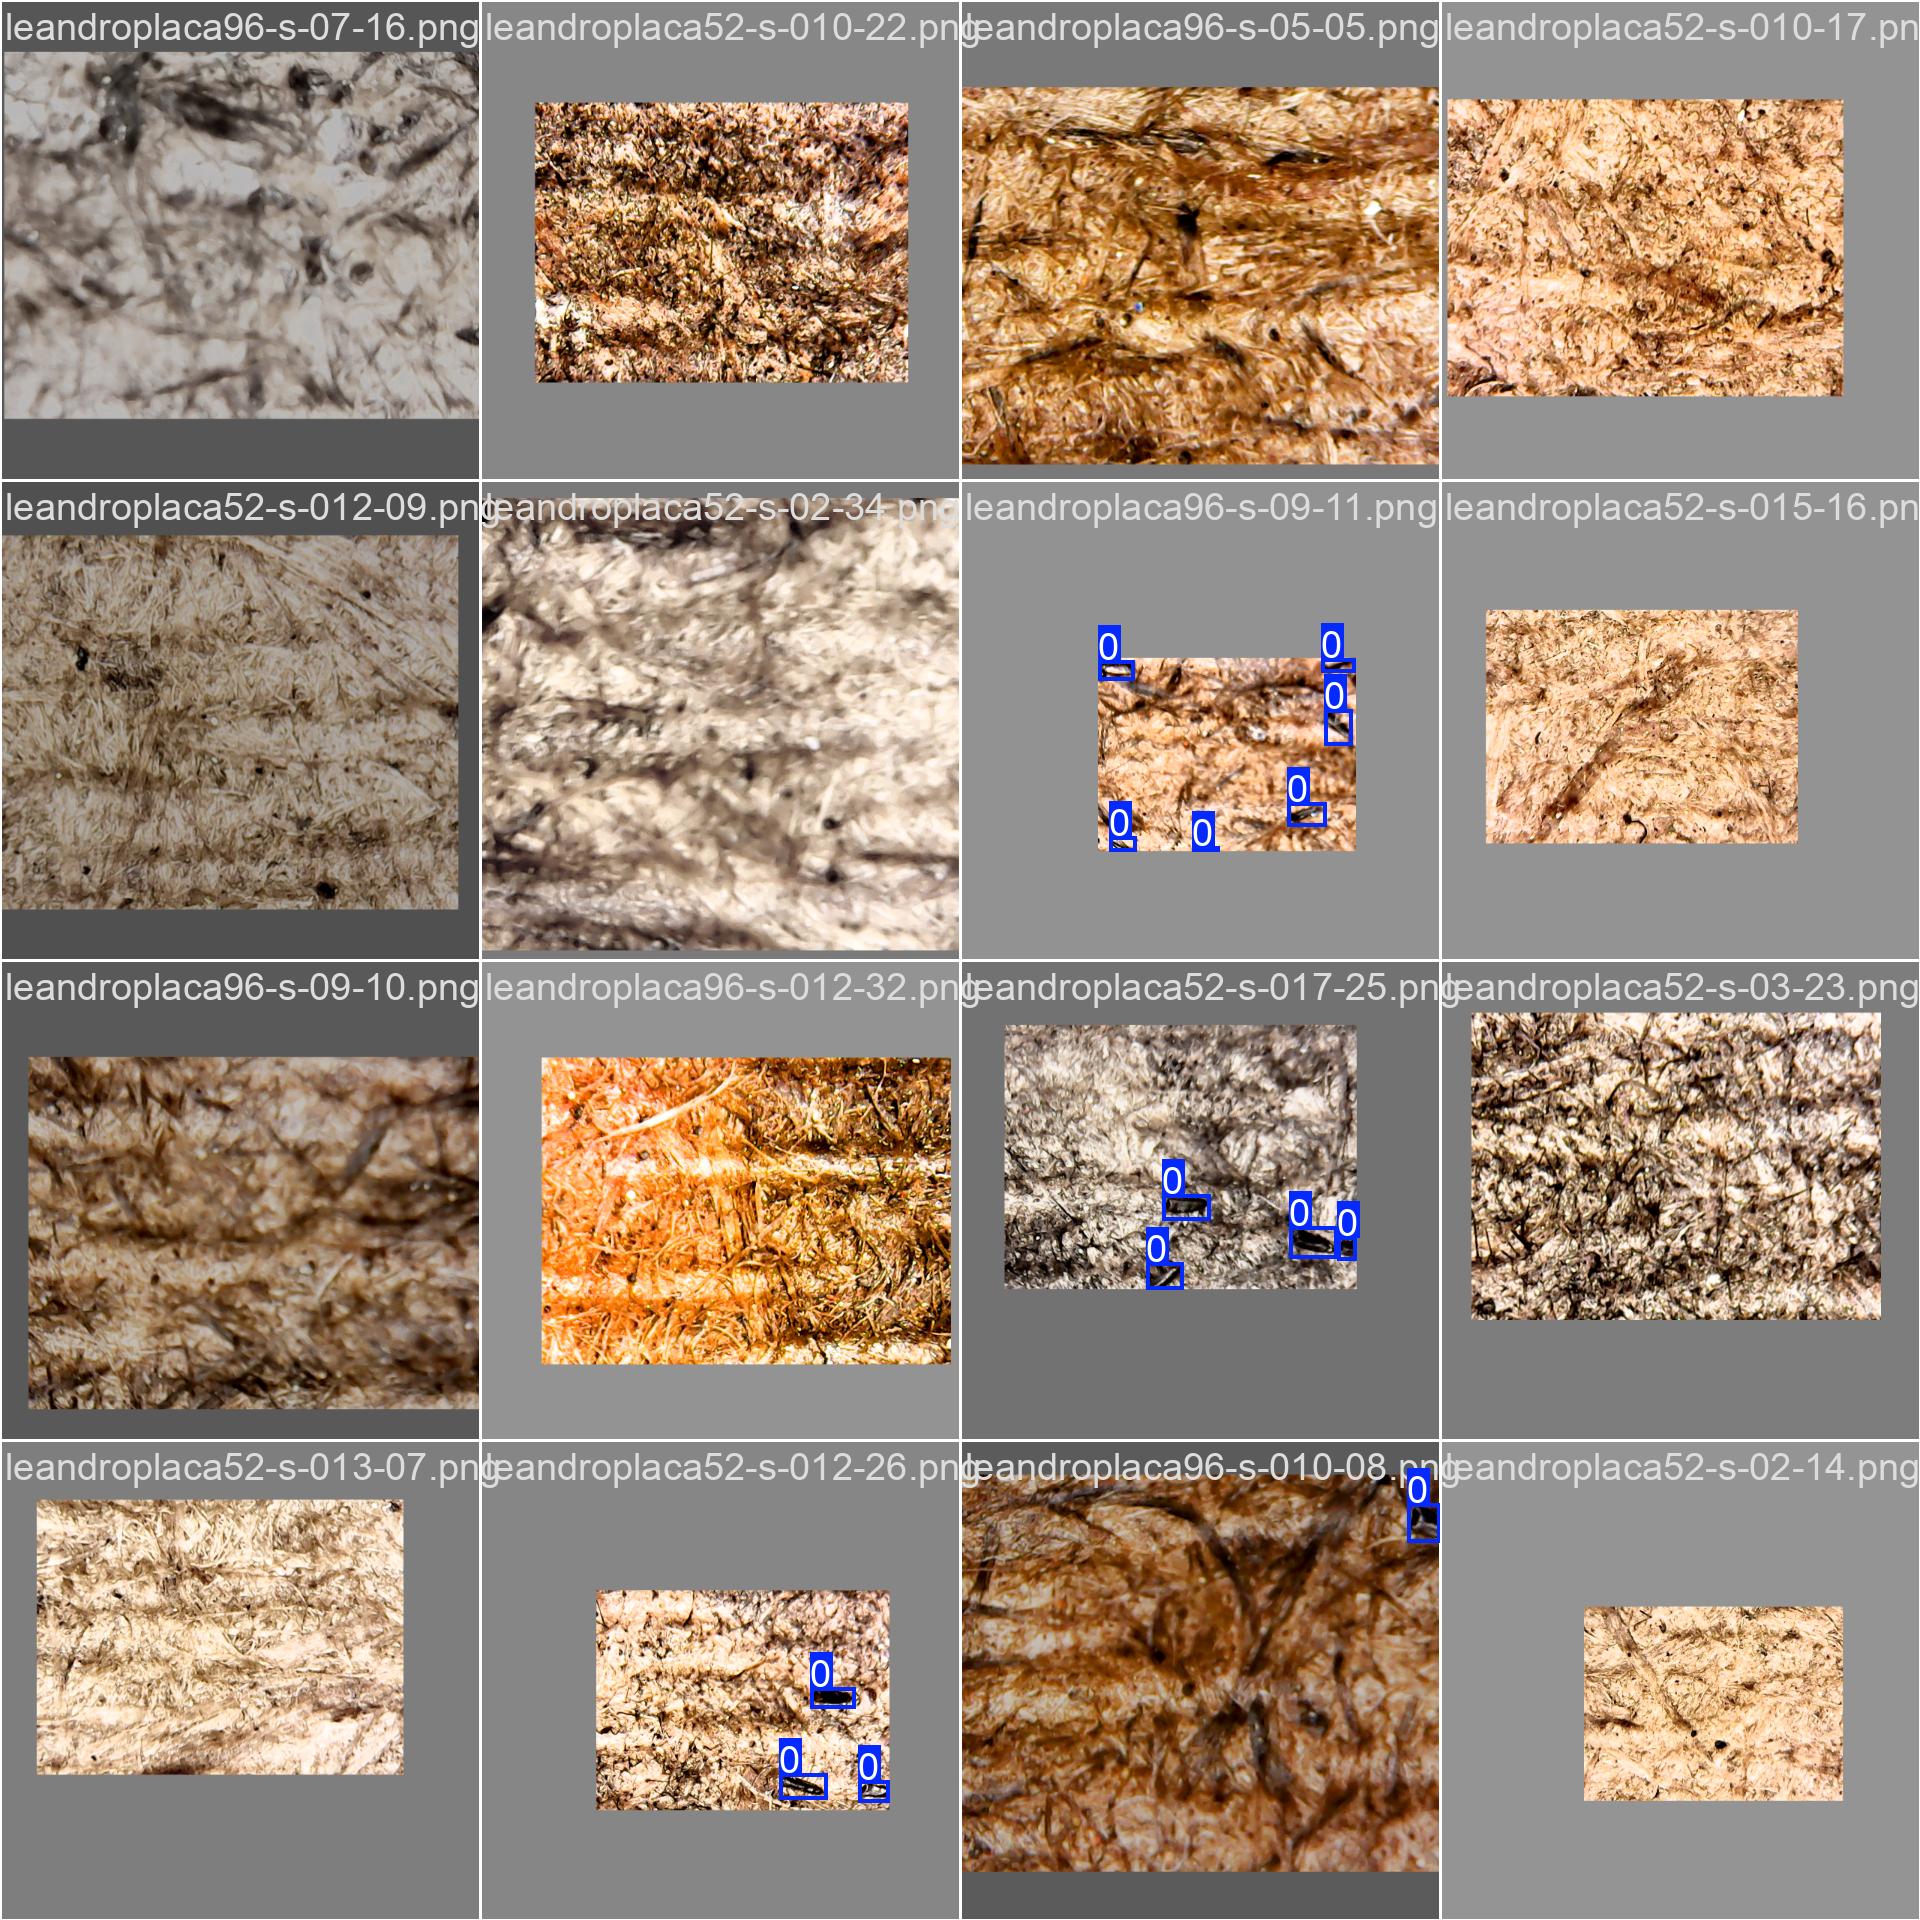 leandroplaca96-s-07-16.png
leandroplaca52-s-010-22.png
leandroplaca96-s-05-05.png
leandroplaca52-s-010-17.pn
leandroplaca52-s-012-09.png
leandroplaca52-s-02-34.png
leandroplaca96-s-09-11.png
leandroplaca52-s-015-16.pn
0
0
0
0
0
0
leandroplaca96-s-09-10.png
leandroplaca96-s-012-32.png
leandroplaca52-s-017-25.png
leandroplaca52-s-03-23.png
0
0
0
0
leandroplaca52-s-013-07.png
leandroplaca52-s-012-26.png
leandroplaca96-s-010-08.png
leandroplaca52-s-02-14.png
0
0
0
0